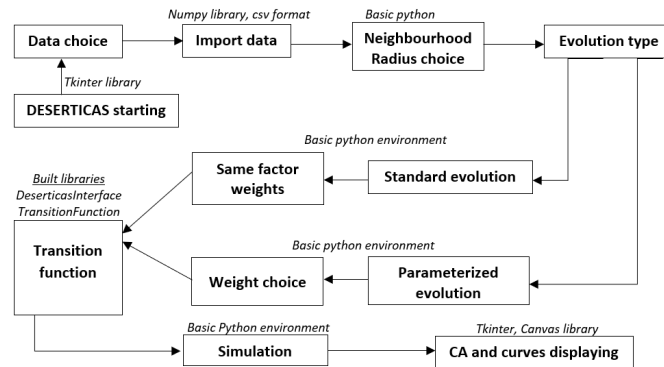 Numpy library, csv format
Basic python
Data choice
Import data
Neighbourhood
Radius choice
Evolution type
Tkinter library
DESERTICAS starting
Basic python environment
Built libraries
DeserticasInterface
TransitionFunction
Same factor
weights
Standard evolution
Transition
function
Basic python environment
Weight choice
Parameterized
evolution
Basic Python environment
Simulation
Tkinter, Canvas library
CA and curves displaying